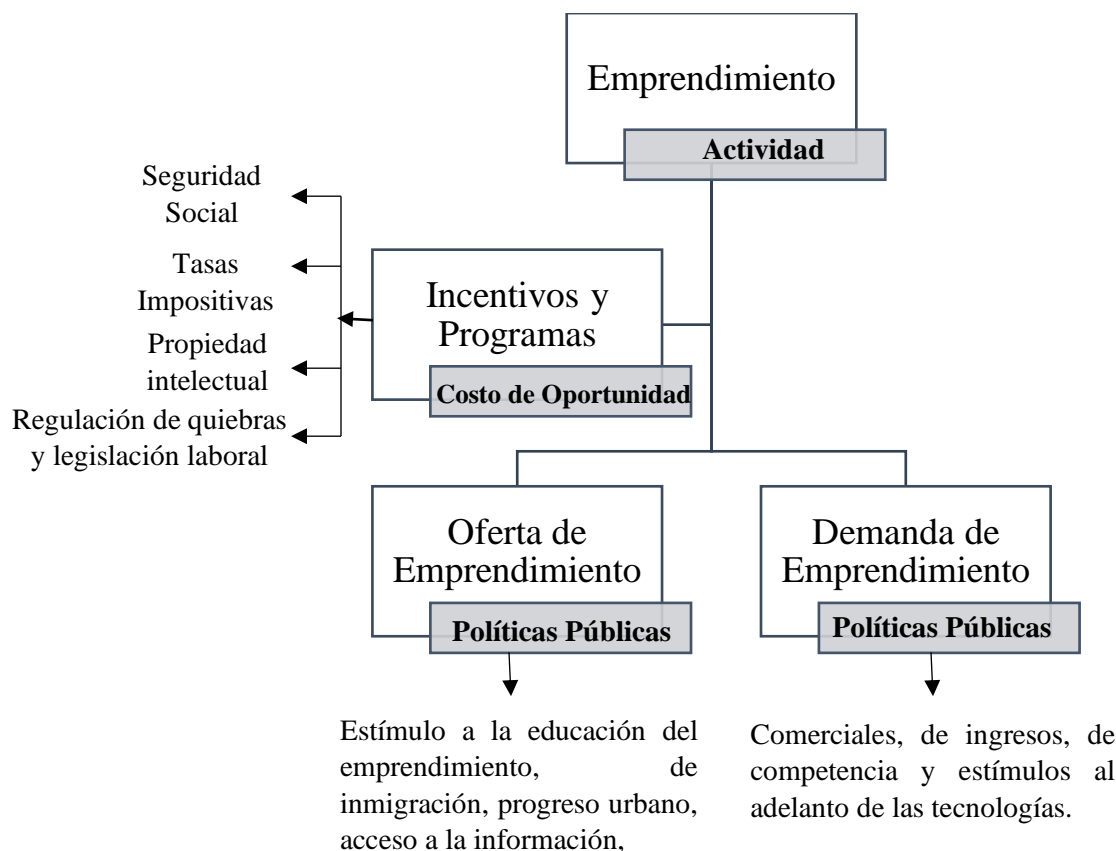 Emprendimiento
Actividad
Seguridad
Social
Tasas
Impositivas
Propiedad
intelectual
Regulación de quiebras
y legislación laboral
Incentivos y
Programas
Costo de Oportunidad
Oferta de
Emprendimiento
Políticas Públicas
Demanda de
Emprendimiento
Políticas Públicas
Estímulo a la educación del
emprendimiento, de
inmigración, progreso urbano,
acceso a la información,
Comerciales, de ingresos, de
competencia y estímulos al
adelanto de las tecnologías.